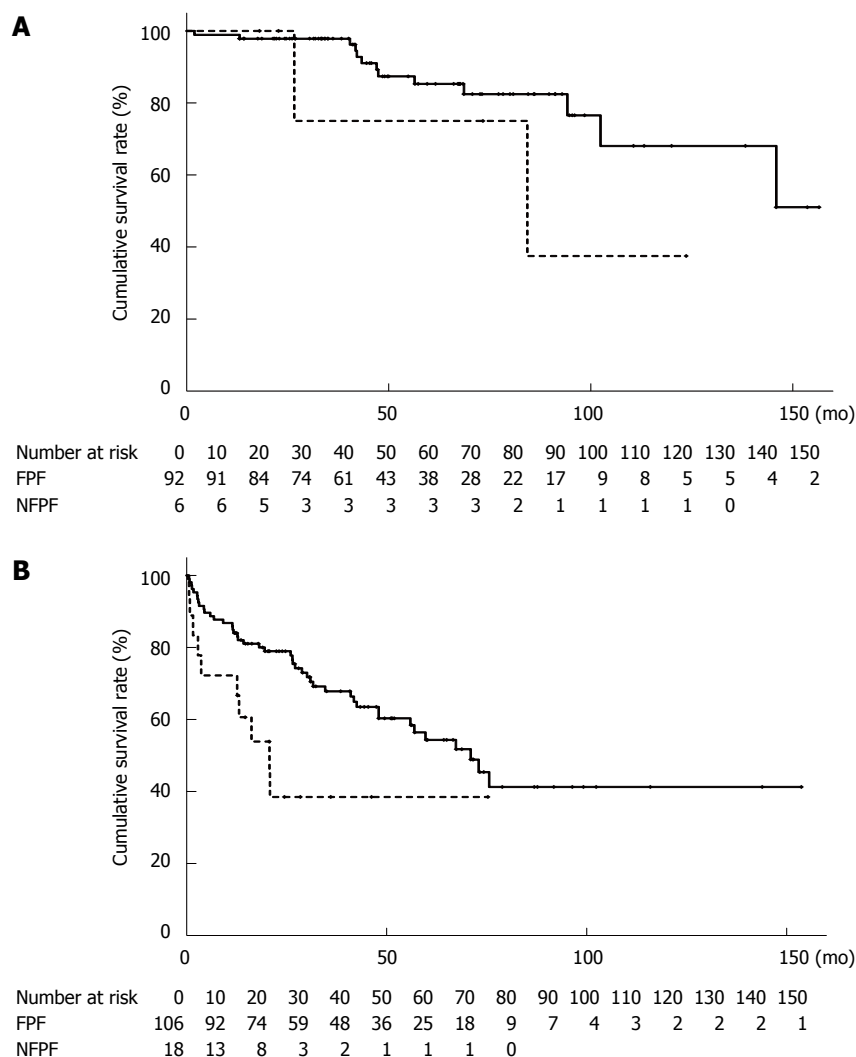 A
Cumulative survival rate (%)
100
80
60
40
20
0
0 50 100 150 (mo)
Number at risk 0 10 20 30 40 50 60 70 80 90 100 110 120 130 140 150
FPF 92 91 84 74 61 43 38 28 22 17 9 8 5 5 4 2
NFPF 6 6 5 3 3 3 3 3 2 1 1 1 1 0
B
Cumulative survival rate (%)
100
80
60
40
20
0
0 50 100 150 (mo)
Number at risk 0 10 20 30 40 50 60 70 80 90 100 110 120 130 140 150
FPF 106 92 74 59 48 36 25 18 9 7 4 3 2 2 2 1
NFPF 18 13 8 3 2 1 1 1 0